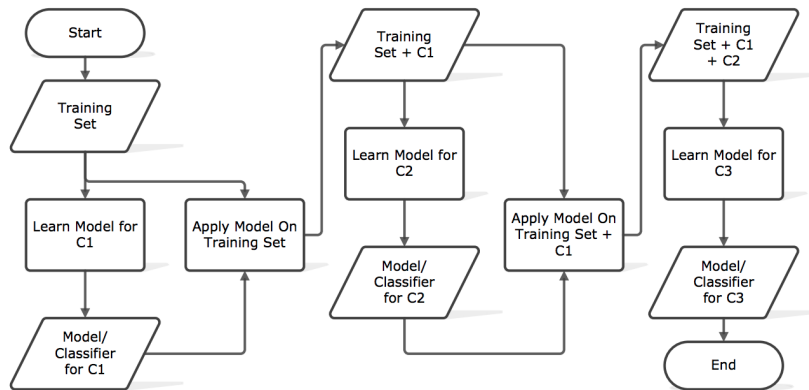 Start
Training
Set
Learn Model for
C1
Model/
Classifier
for C1
Apply Model On
Training Set
Training
Set + C1
Learn Model for
C2
Model/
Classifier
for C2
Apply Model On
Training Set +
C1
Training
Set + C1
+ C2
Learn Model for
C3
Model/
Classifier
for C3
End